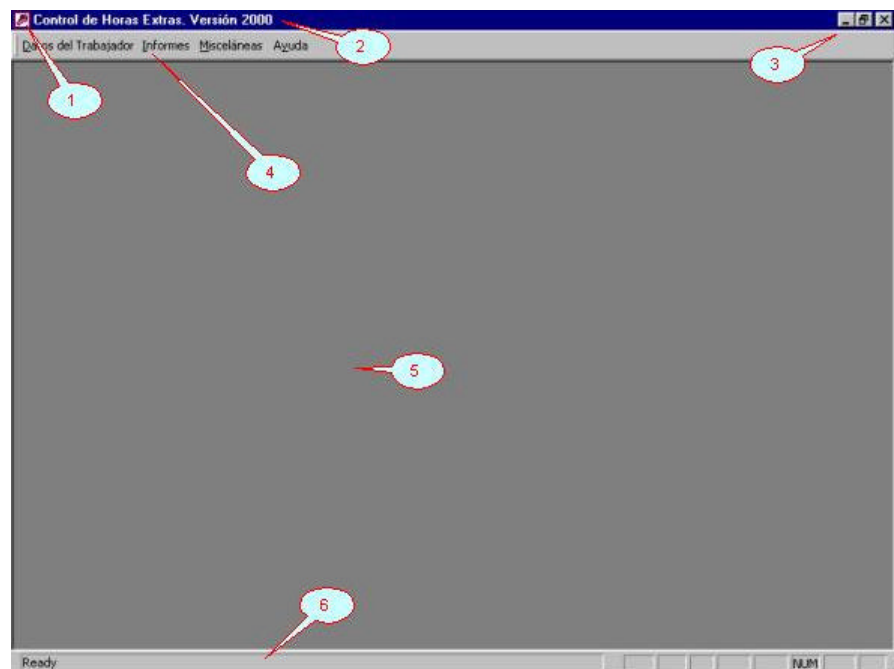 Control de Horas Extras. Versión 2000
2
Datos del Trabajador Informes Misceláneas Ayuda
3
1
4
5
6
Ready NUM